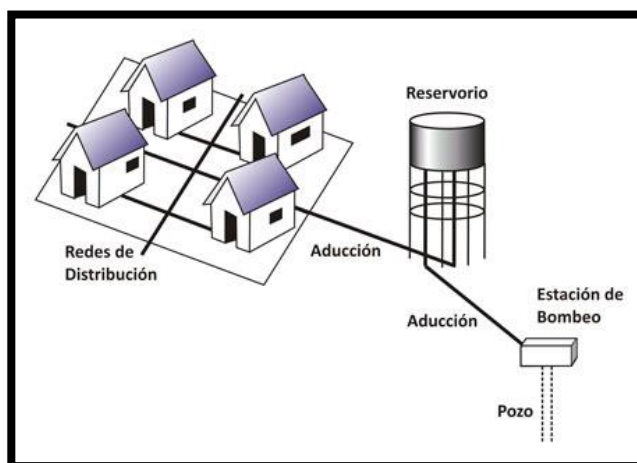 Reservorio
Redes de
Distribución
Aducción
Aducción
Estación de
Bombeo
Pozo